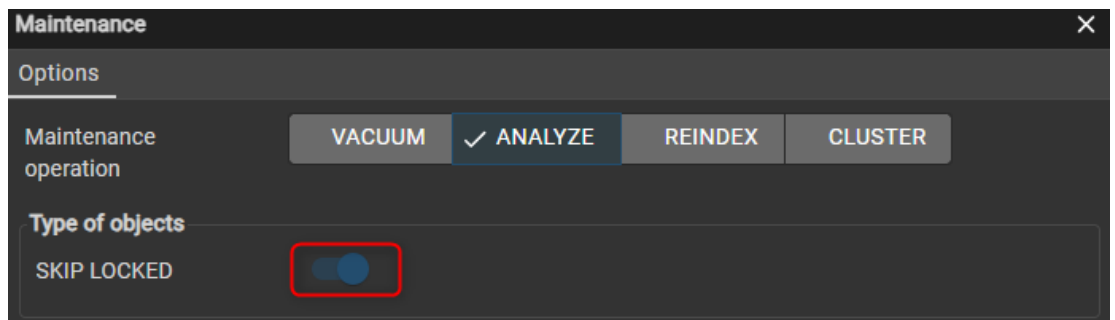 Maintenance
Options
Maintenance
operation
VACUUM
ANALYZE
REINDEX
CLUSTER
Type of objects
SKIP LOCKED